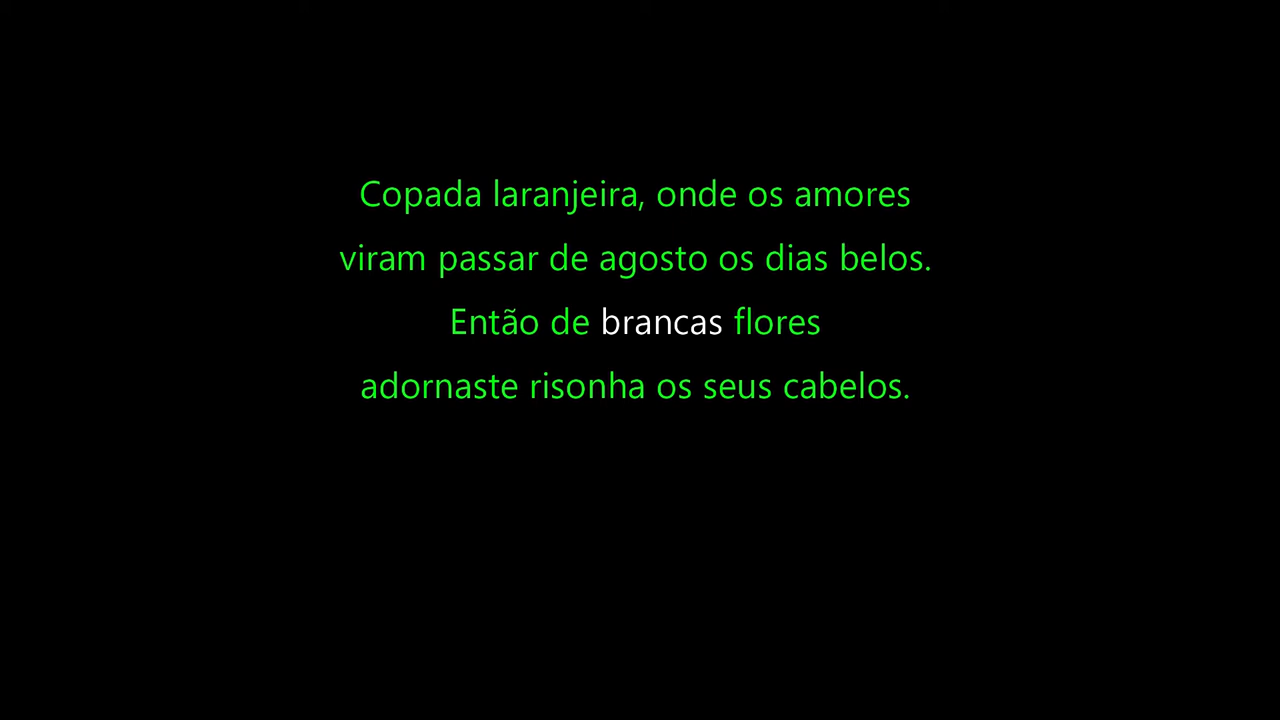 Copada laranjeira, onde os amores
viram passar de agosto os dias belos.
Então de brancas flores
adornaste risonha os seus cabelos.